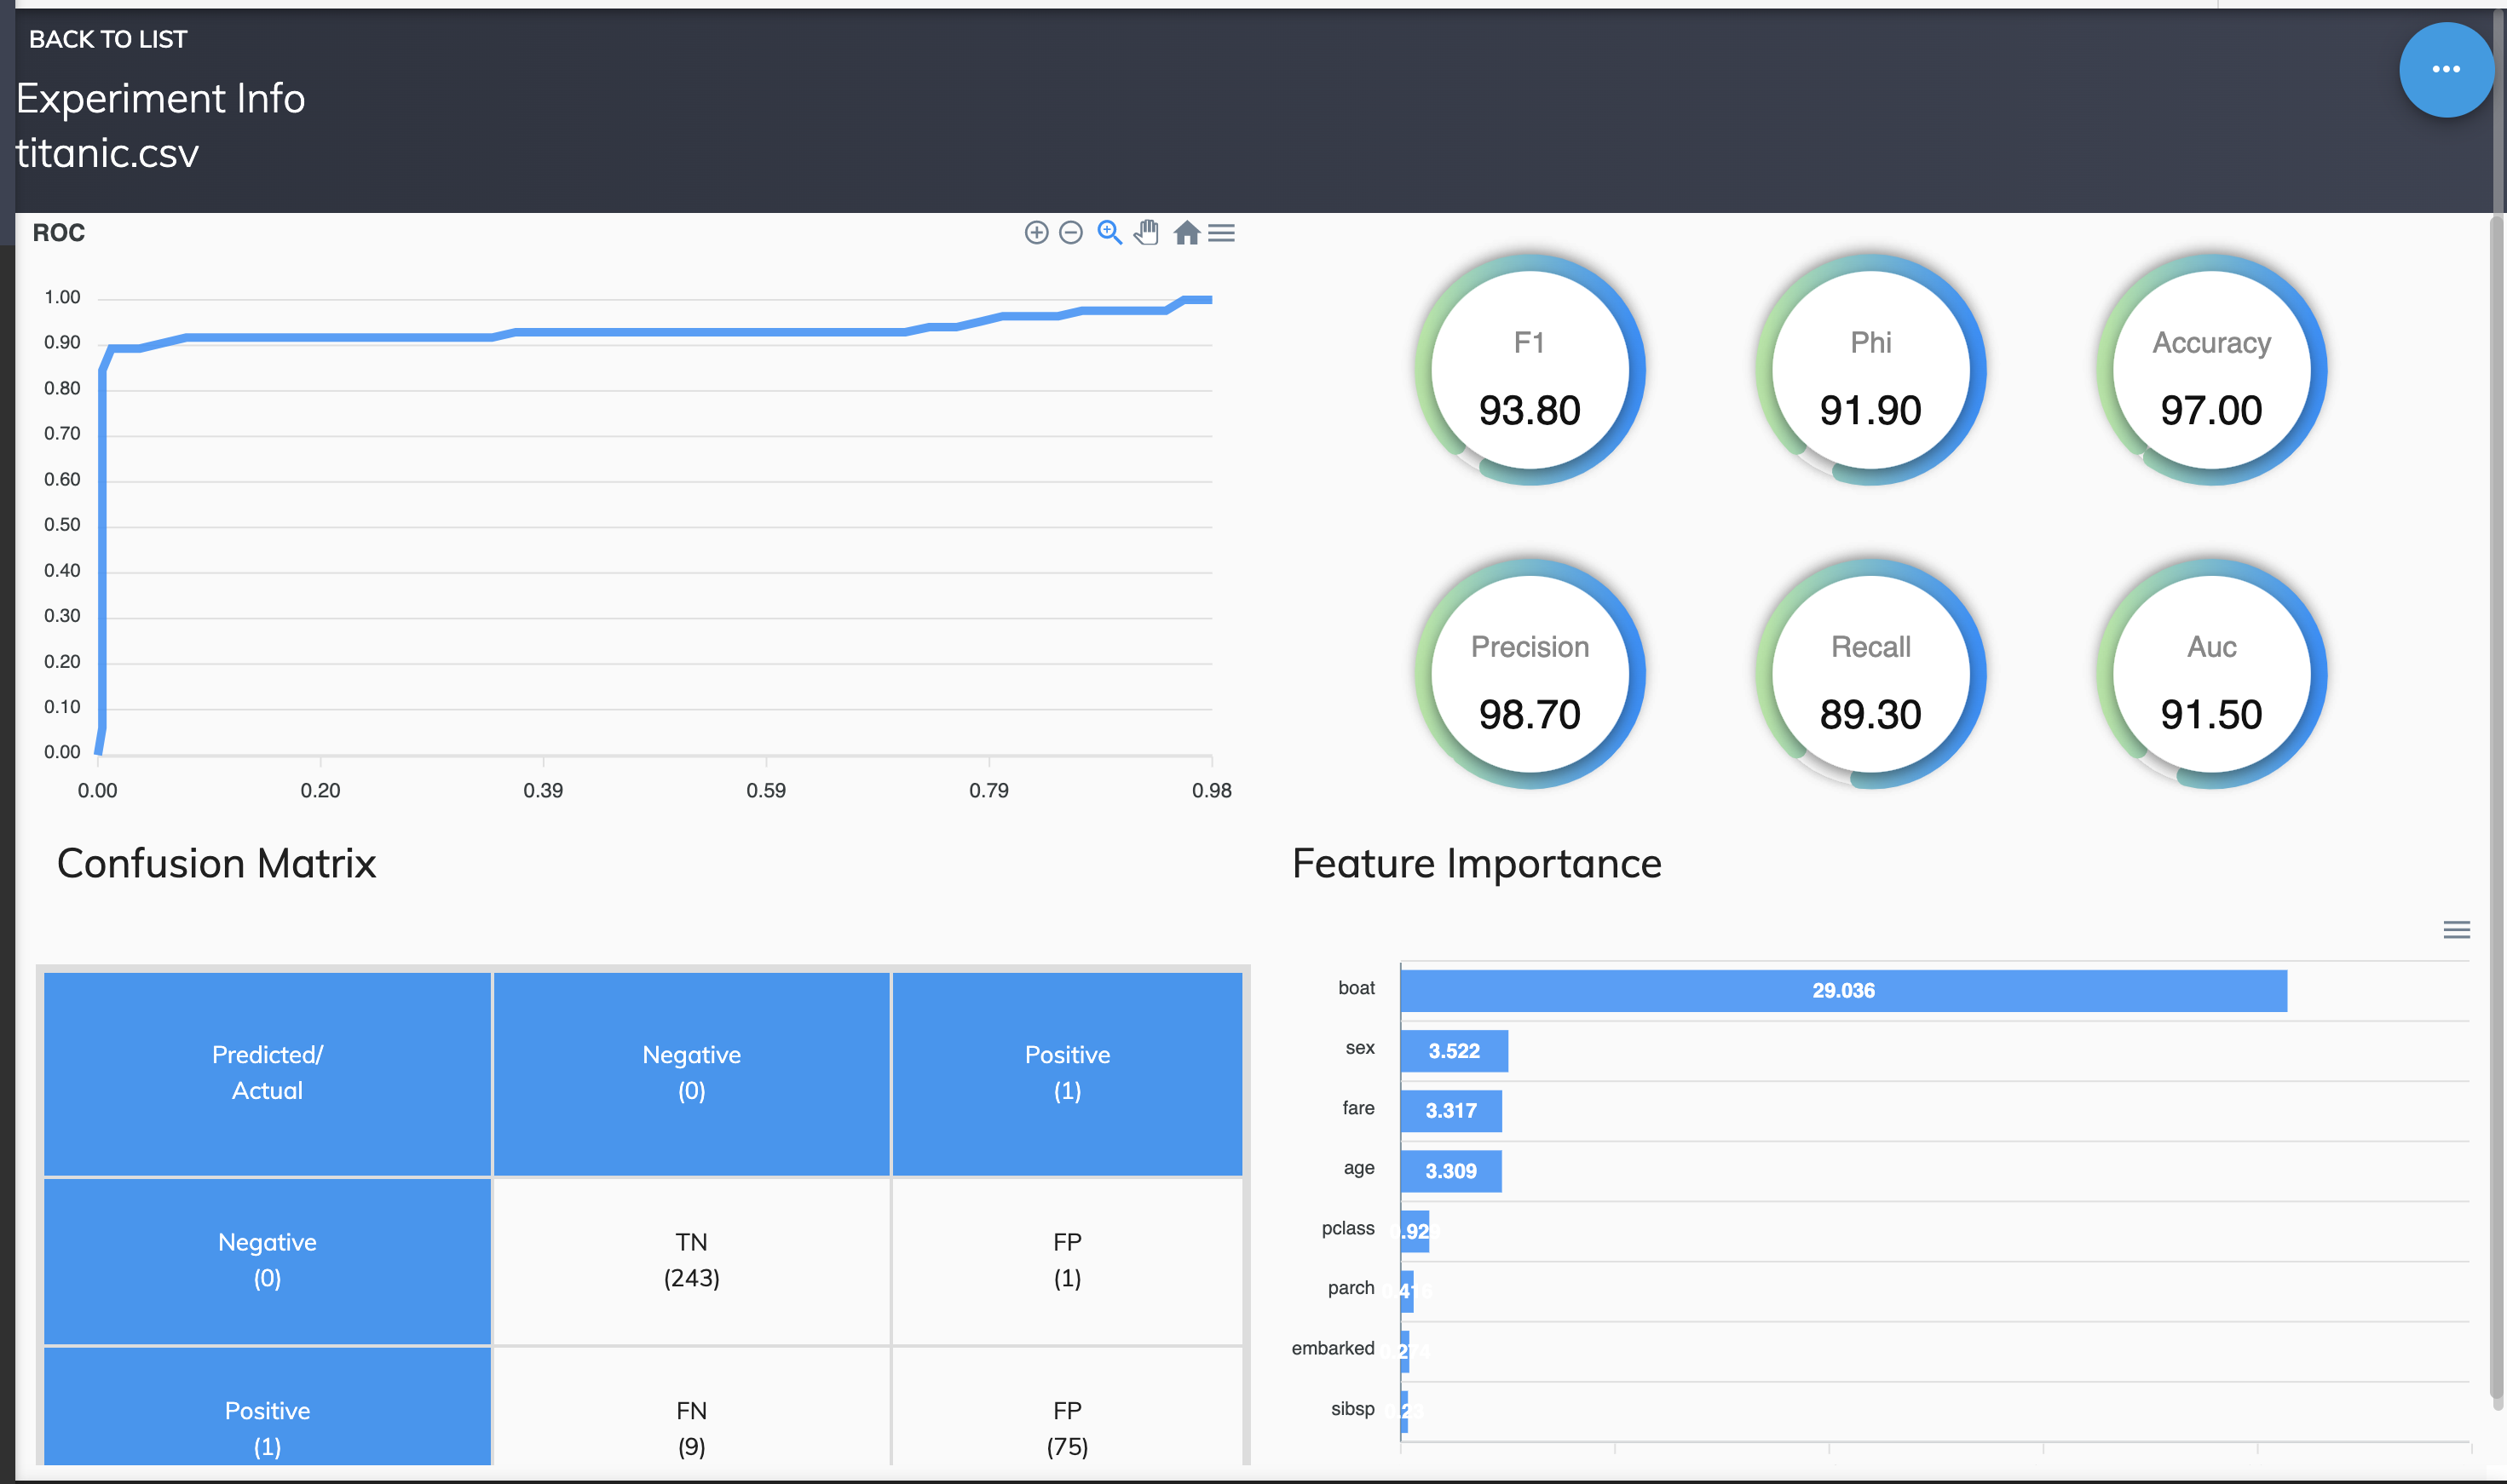 BACK TO LIST
Experiment Info
titanic.csv
ROC
1.00
0.90
0.80
0.70
0.60
0.50
0.40
0.30
0.20
0.10
0.00
0.00 0.20 0.39 0.59 0.79 0.98
F1
93.80
Phi
91.90
Accuracy
97.00
Precision
98.70
Recall
89.30
Auc
91.50
Confusion Matrix
Predicted/
Actual
Negative
(0)
Positive
(1)
Negative
(0)
TN
(243)
FP
(1)
Positive
(1)
FN
(9)
FP
(75)
Feature Importance
boat 29.036
sex 3.522
fare 3.317
age 3.309
pclass
parch
embarked
sibsp